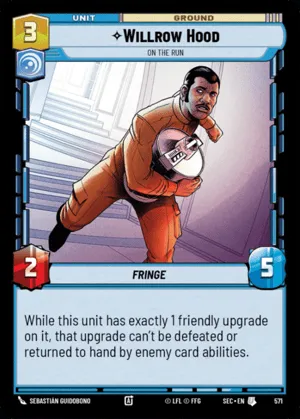 UNIT
GROUND
3
✧Willrow Hood
ON THE RUN
2
5
FRINGE
While this unit has exactly 1 friendly upgrade
on it, that upgrade can't be defeated or
returned to hand by enemy card abilities.
SEBASTIÁN GUIDOBONO
© LFL © FFG
SEC • EN
571